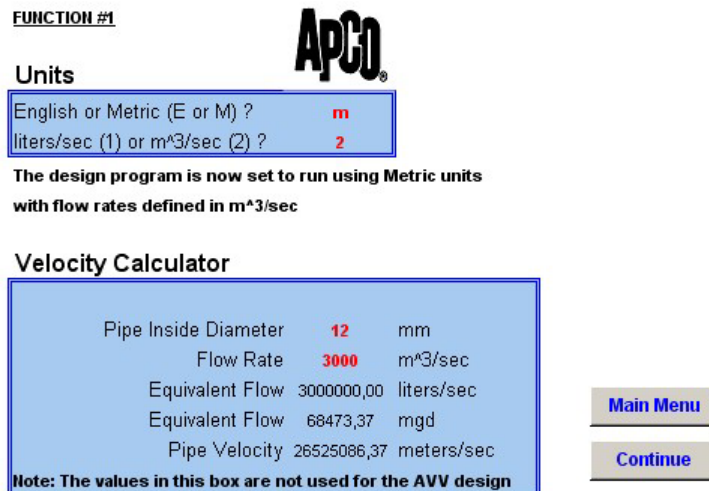 FUNCTION #1
APCO®
Units
English or Metric (E or M) ? m
liters/sec (1) or m^3/sec (2) ? 2
The design program is now set to run using Metric units
with flow rates defined in m^3/sec
Velocity Calculator
Pipe Inside Diameter 12 mm
Flow Rate 3000 m^3/sec
Equivalent Flow 3000000,00 liters/sec
Equivalent Flow 68473,37 mgd
Pipe Velocity 26525086,37 meters/sec
Note: The values in this box are not used for the AVV design
Main Menu
Continue